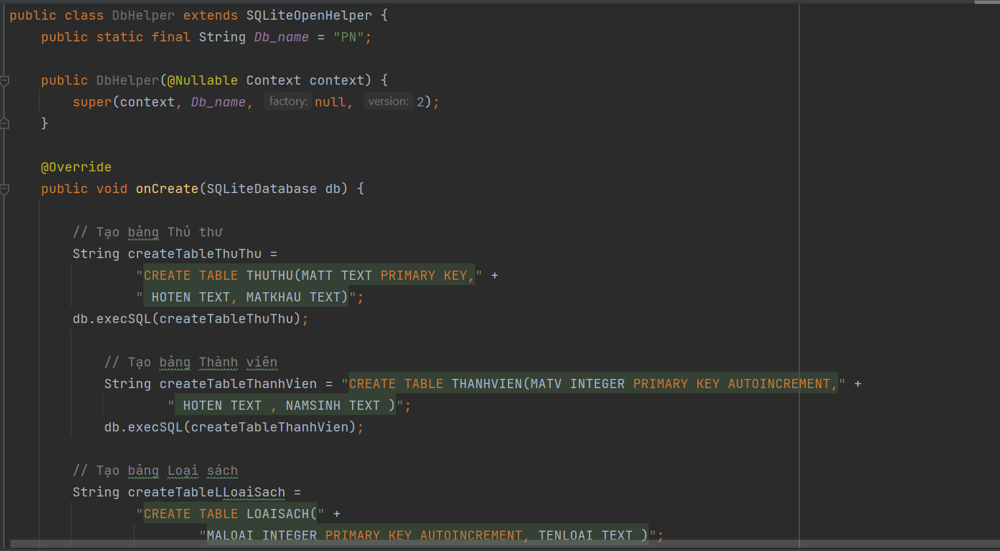 public class DbHelper extends SQLiteOpenHelper {
public static final String Db_name = "PN";
public DbHelper(@Nullable Context context) {
super(context, Db_name, factory: null, version: 2);
}
@Override
public void onCreate(SQLiteDatabase db) {
// Tạo bảng Thủ thư
String createTableThuThu =
"CREATE TABLE THUTHU(MATT TEXT PRIMARY KEY," +
" HOTEN TEXT, MATKHAU TEXT)";
db.execSQL(createTableThuThu);
// Tạo bảng Thành viên
String createTableThanhVien = "CREATE TABLE THANHVIEN(MATV INTEGER PRIMARY KEY AUTOINCREMENT," +
" HOTEN TEXT , NAMSINH TEXT )";
db.execSQL(createTableThanhVien);
// Tạo bảng Loại sách
String createTableLLoaiSach =
"CREATE TABLE LOAISACH(" +
"MALOAI INTEGER PRIMARY KEY AUTOINCREMENT, TENLOAI TEXT )";